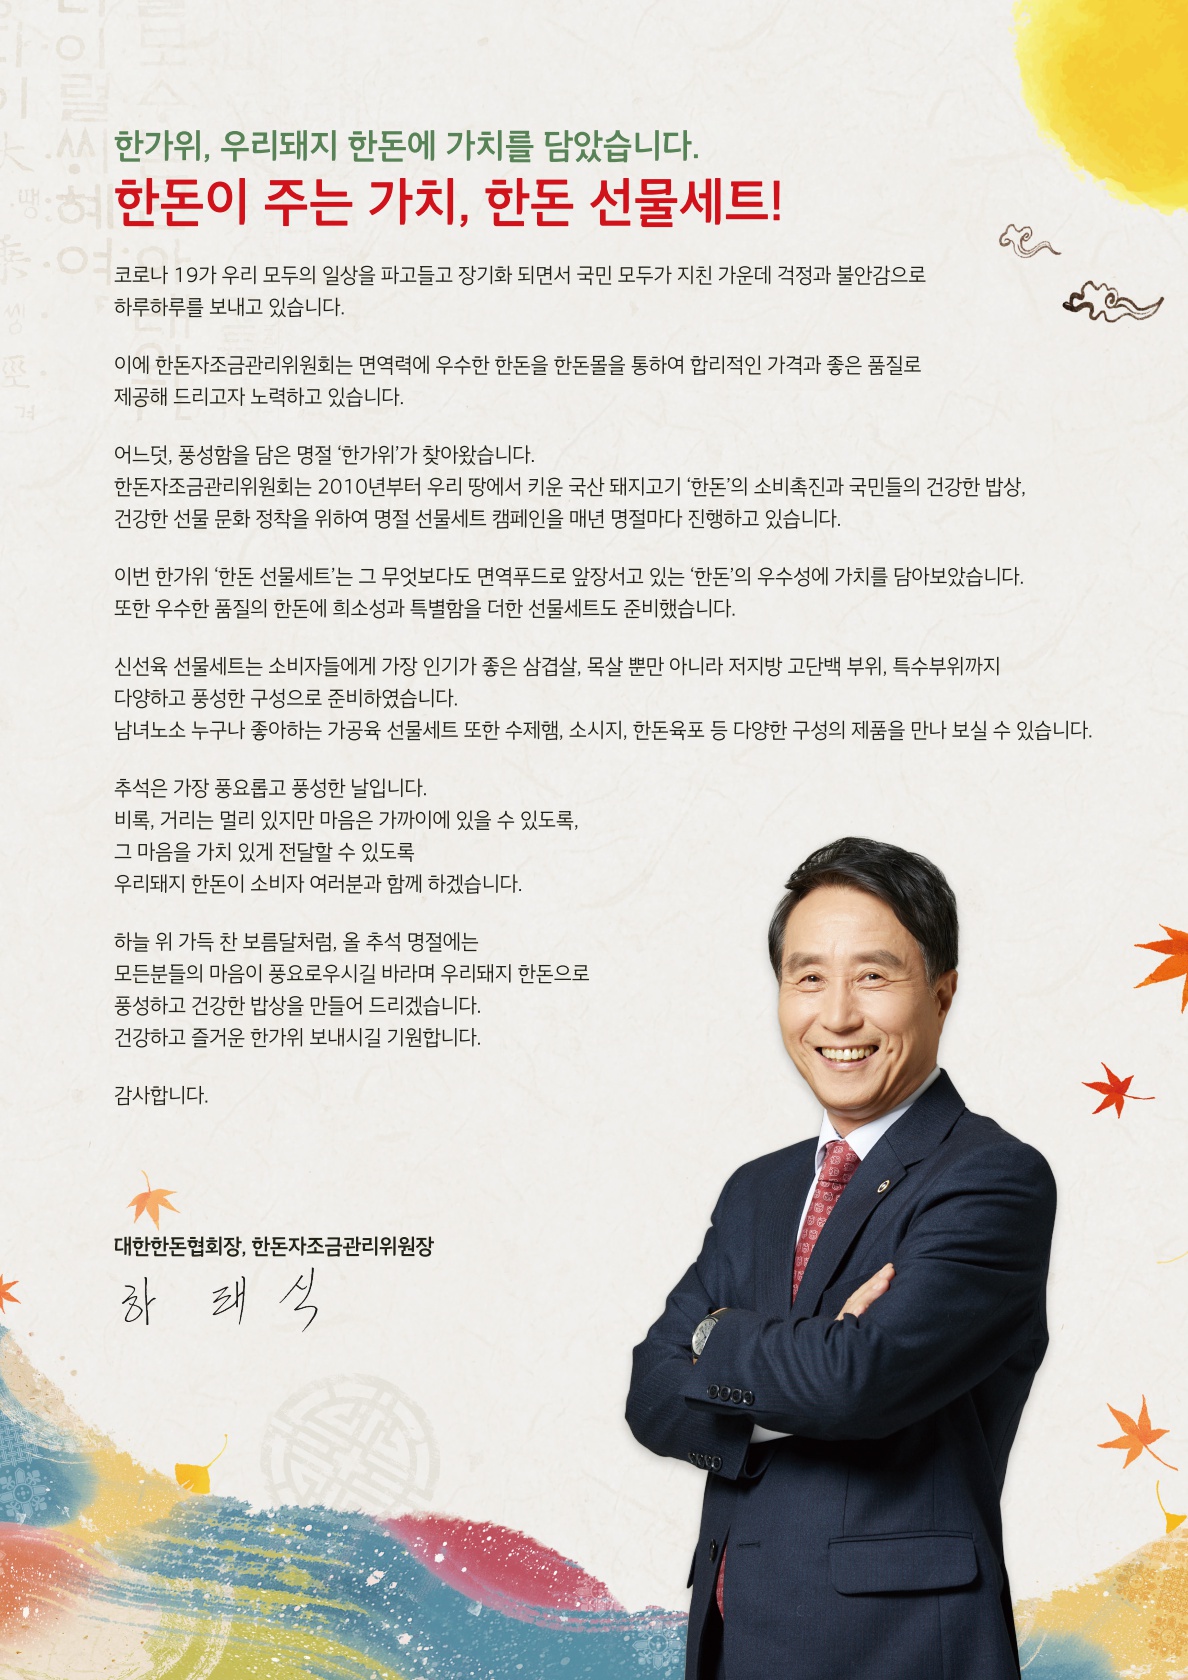 한가위, 우리돼지 한돈에 가치를 담았습니다.
한돈이 주는 가치, 한돈 선물세트!
코로나 19가 우리 모두의 일상을 파고들고 장기화 되면서 국민 모두가 지친 가운데 걱정과 불안감으로
하루하루를 보내고 있습니다.
이에 한돈자조금관리위원회는 면역력에 우수한 한돈을 한돈몰을 통하여 합리적인 가격과 좋은 품질로
제공해 드리고자 노력하고 있습니다.
어느덧, 풍성함을 담은 명절 ‘한가위’가 찾아왔습니다.
한돈자조금관리위원회는 2010년부터 우리 땅에서 키운 국산 돼지고기 ‘한돈’의 소비촉진과 국민들의 건강한 밥상,
건강한 선물 문화 정착을 위하여 명절 선물세트 캠페인을 매년 명절마다 진행하고 있습니다.
이번 한가위 ‘한돈 선물세트’는 그 무엇보다도 면역푸드로 앞장서고 있는 ‘한돈’의 우수성에 가치를 담아보았습니다.
또한 우수한 품질의 한돈에 희소성과 특별함을 더한 선물세트도 준비했습니다.
신선육 선물세트는 소비자들에게 가장 인기가 좋은 삼겹살, 목살 뿐만 아니라 저지방 고단백 부위, 특수부위까지
다양하고 풍성한 구성으로 준비하였습니다.
남녀노소 누구나 좋아하는 가공육 선물세트 또한 수제햄, 소시지, 한돈육포 등 다양한 구성의 제품을 만나 보실 수 있습니다.
추석은 가장 풍요롭고 풍성한 날입니다.
비록, 거리는 멀리 있지만 마음은 가까이에 있을 수 있도록,
그 마음을 가치 있게 전달할 수 있도록
우리돼지 한돈이 소비자 여러분과 함께 하겠습니다.
하늘 위 가득 찬 보름달처럼, 올 추석 명절에는
모든분들의 마음이 풍요로우시길 바라며 우리돼지 한돈으로
풍성하고 건강한 밥상을 만들어 드리겠습니다.
건강하고 즐거운 한가위 보내시길 기원합니다.
감사합니다.
대한한돈협회장, 한돈자조금관리위원장
하 태 식